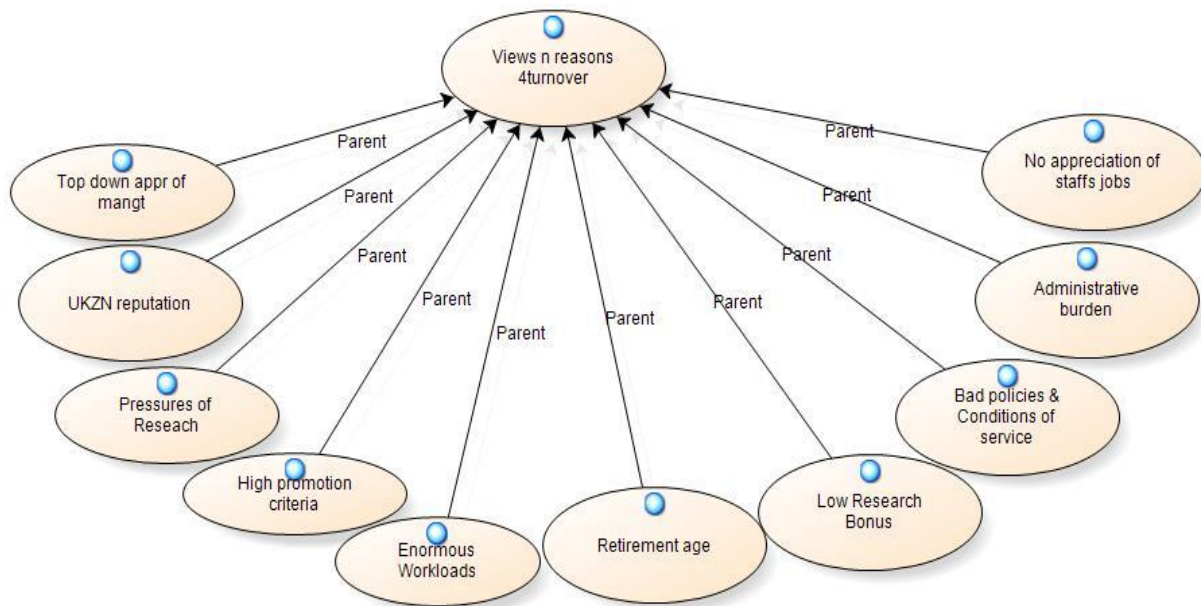 Views n reasons
4turnover
Parent
Parent
Parent
Parent
Parent
Parent
Parent
Parent
Parent
Parent
Top down appr of
mangt
UKZN reputation
Pressures of
Reseach
High promotion
criteria
Enormous
Workloads
Retirement age
Low Research
Bonus
Bad policies &
Conditions of
service
Administrative
burden
No appreciation of
staffs jobs